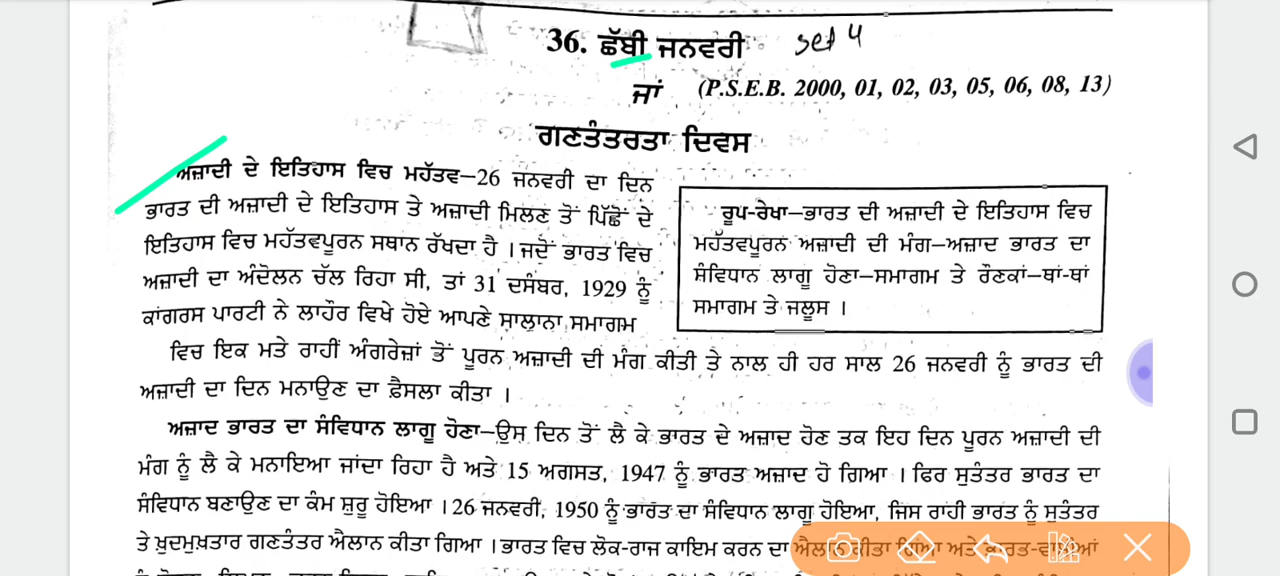 36. ਛੱਬੀ ਜਨਵਰੀ set 4
ਜਾਂ (P.S.E.B. 2000, 01, 02, 03, 05, 06, 08, 13)
ਗਣਤੰਤਰਤਾ ਦਿਵਸ
ਅਜ਼ਾਦੀ ਦੇ ਇਤਿਹਾਸ ਵਿਚ ਮਹੱਤਵ—26 ਜਨਵਰੀ ਦਾ ਦਿਨ
ਭਾਰਤ ਦੀ ਅਜ਼ਾਦੀ ਦੇ ਇਤਿਹਾਸ ਤੇ ਅਜ਼ਾਦੀ ਮਿਲਣ ਤੋਂ ਪਿੱਛੋਂ ਦੇ
ਇਤਿਹਾਸ ਵਿਚ ਮਹੱਤਵਪੂਰਨ ਸਥਾਨ ਰੱਖਦਾ ਹੈ । ਜਦੋਂ ਭਾਰਤ ਵਿਚ
ਅਜ਼ਾਦੀ ਦਾ ਅੰਦੋਲਨ ਚੱਲ ਰਿਹਾ ਸੀ, ਤਾਂ 31 ਦਸੰਬਰ, 1929 ਨੂੰ
ਕਾਂਗਰਸ ਪਾਰਟੀ ਨੇ ਲਾਹੌਰ ਵਿਖੇ ਹੋਏ ਆਪਣੇ ਸਾਲਾਨਾ ਸਮਾਗਮ
ਰੂਪ-ਰੇਖਾ—ਭਾਰਤ ਦੀ ਅਜ਼ਾਦੀ ਦੇ ਇਤਿਹਾਸ ਵਿਚ
ਮਹੱਤਵਪੂਰਨ ਅਜ਼ਾਦੀ ਦੀ ਮੰਗ—ਅਜ਼ਾਦ ਭਾਰਤ ਦਾ
ਸੰਵਿਧਾਨ ਲਾਗੂ ਹੋਣਾ—ਸਮਾਗਮ ਤੇ ਰੌਣਕਾਂ—ਥਾਂ-ਥਾਂ
ਸਮਾਗਮ ਤੇ ਜਲੂਸ ।
ਵਿਚ ਇਕ ਮਤੇ ਰਾਹੀਂ ਅੰਗਰੇਜ਼ਾਂ ਤੋਂ ਪੂਰਨ ਅਜ਼ਾਦੀ ਦੀ ਮੰਗ ਕੀਤੀ ਤੇ ਨਾਲ ਹੀ ਹਰ ਸਾਲ 26 ਜਨਵਰੀ ਨੂੰ ਭਾਰਤ ਦੀ
ਅਜ਼ਾਦੀ ਦਾ ਦਿਨ ਮਨਾਉਣ ਦਾ ਫ਼ੈਸਲਾ ਕੀਤਾ ।
ਅਜ਼ਾਦ ਭਾਰਤ ਦਾ ਸੰਵਿਧਾਨ ਲਾਗੂ ਹੋਣਾ—ਉਸ ਦਿਨ ਤੋਂ ਲੈ ਕੇ ਭਾਰਤ ਦੇ ਅਜ਼ਾਦ ਹੋਣ ਤਕ ਇਹ ਦਿਨ ਪੂਰਨ ਅਜ਼ਾਦੀ ਦੀ
ਮੰਗ ਨੂੰ ਲੈ ਕੇ ਮਨਾਇਆ ਜਾਂਦਾ ਰਿਹਾ ਹੈ ਅਤੇ 15 ਅਗਸਤ, 1947 ਨੂੰ ਭਾਰਤ ਅਜ਼ਾਦ ਹੋ ਗਿਆ । ਫਿਰ ਸੁਤੰਤਰ ਭਾਰਤ ਦਾ
ਸੰਵਿਧਾਨ ਬਣਾਉਣ ਦਾ ਕੰਮ ਸ਼ੁਰੂ ਹੋਇਆ । 26 ਜਨਵਰੀ, 1950 ਨੂੰ ਭਾਰਤ ਦਾ ਸੰਵਿਧਾਨ ਲਾਗੂ ਹੋਇਆ, ਜਿਸ ਰਾਹੀ ਭਾਰਤ ਨੂੰ ਸੁਤੰਤਰ
ਤੇ ਖ਼ੁਦਮੁਖ਼ਤਾਰ ਗਣਤੰਤਰ ਐਲਾਨ ਕੀਤਾ ਗਿਆ । ਭਾਰਤ ਵਿਚ ਲੋਕ-ਰਾਜ ਕਾਇਮ ਕਰਨ ਦਾ ਐਲਾਨ ਕੀਤਾ ਗਿਆ ਅਤੇ ਭਾਰਤ-ਵਾਸੀਆਂ